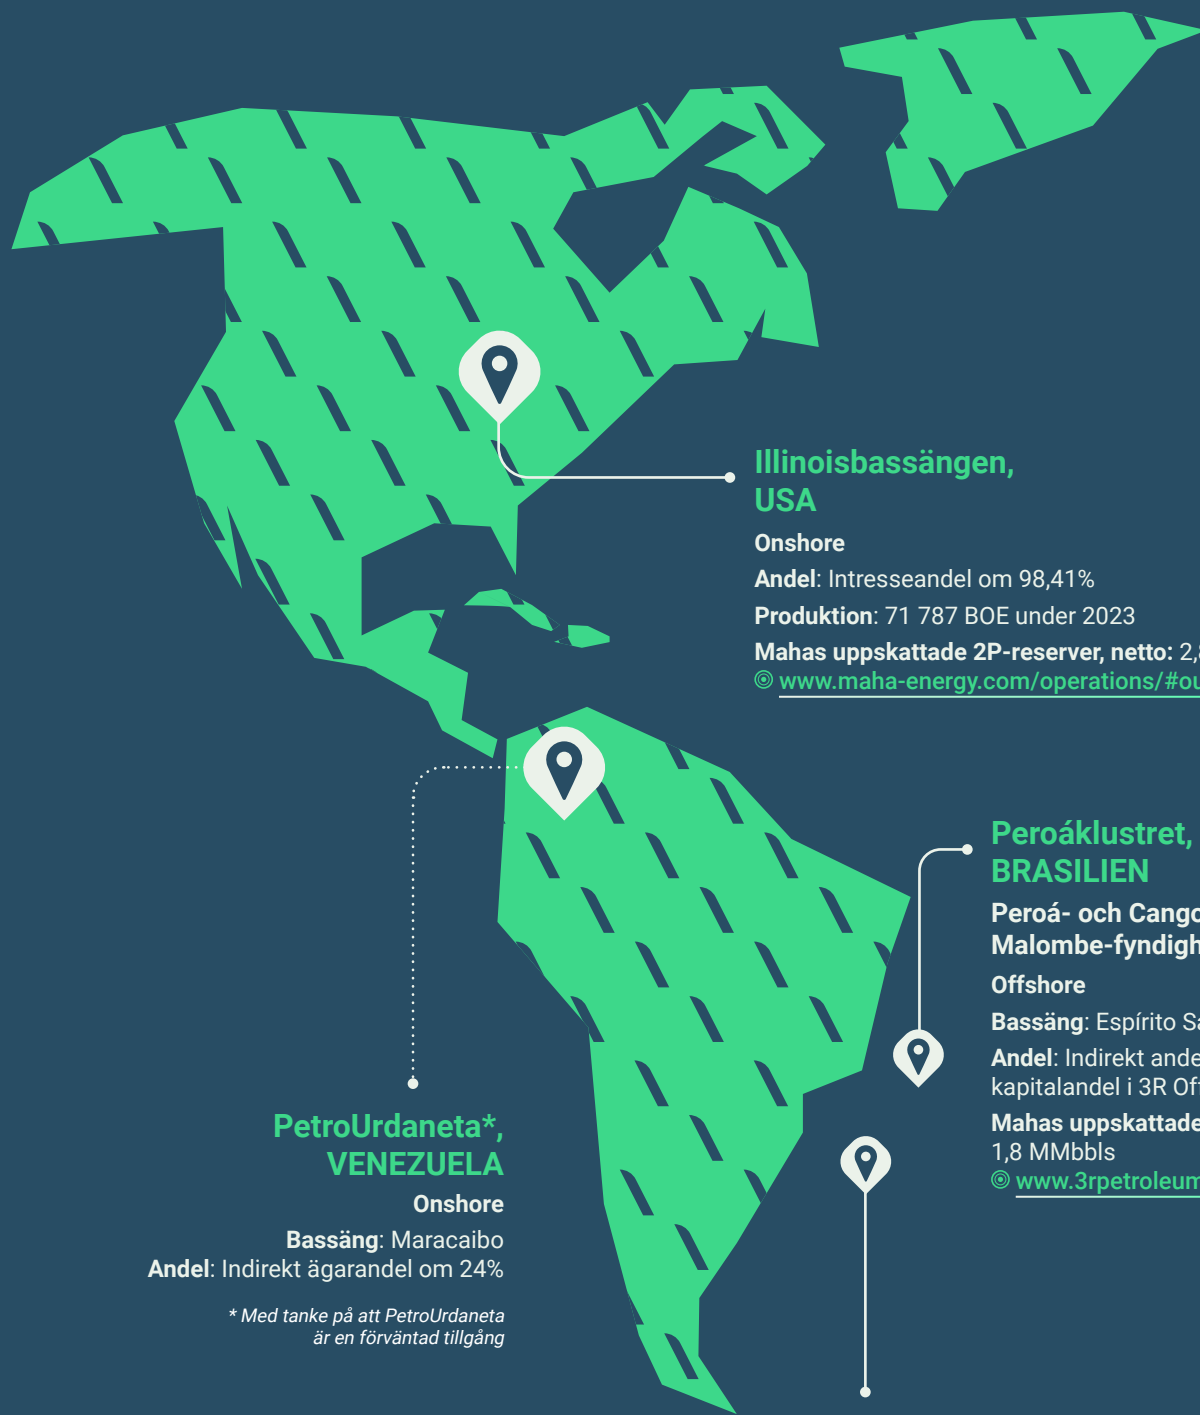 Illinoisbassängen,
USA
Onshore
Andel: Intresseandel om 98,41%
Produktion: 71 787 BOE under 2023
Mahas uppskattade 2P-reserver, netto:
www.maha-energy.com/operations/
Peroáklustret,
BRASILIEN
Peroá- och
Offshore
Bassäng: Espírito
Andel: Indirekt
kapitalandel i 3R
Mahas uppskattade
1,8 MMbbls
PetroUrdaneta*,
VENEZUELA
Onshore
Bassäng: Maracaibo
Andel: Indirekt ägarandel om 24%
* Med tanke på att PetroUrdaneta
är en förväntad tillgång